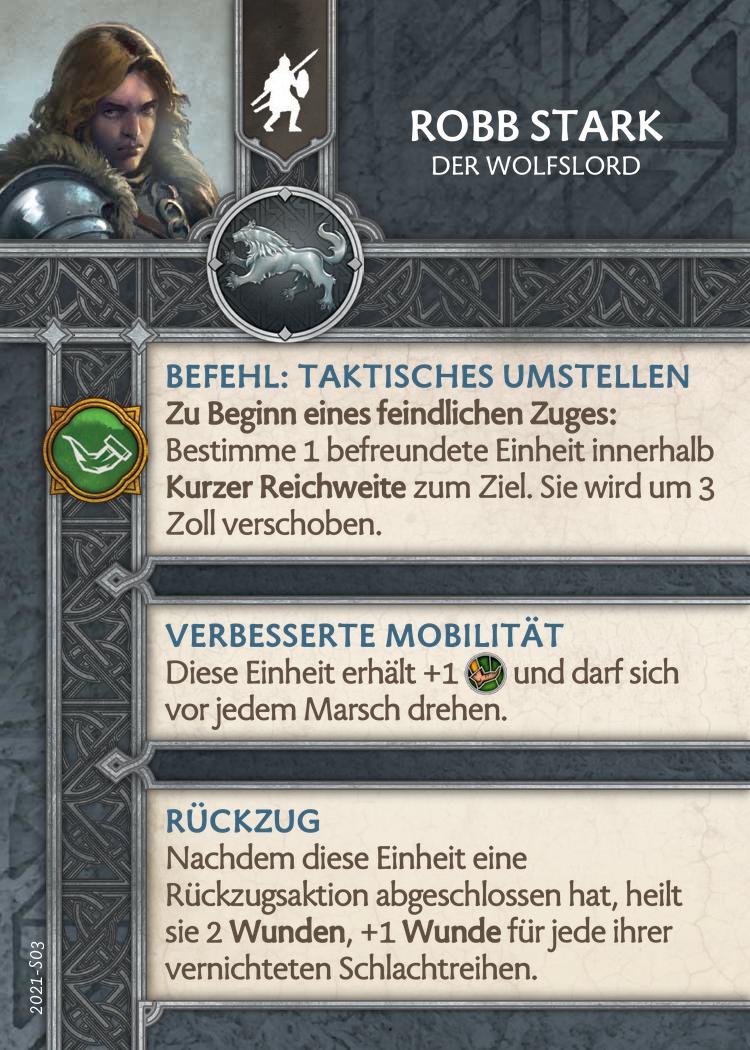 ROBB STARK
DER WOLFSLORD
BEFEHL: TAKTISCHES UMSTELLEN
Zu Beginn eines feindlichen Zuges:
Bestimme 1 befreundete Einheit innerhalb
Kurzer Reichweite zum Ziel. Sie wird um 3
Zoll verschoben.
VERBESSERTE MOBILITÄT
Diese Einheit erhält +1 und darf sich
vor jedem Marsch drehen.
RÜCKZUG
Nachdem diese Einheit eine
Rückzugsaktion abgeschlossen hat, heilt
sie 2 Wunden, +1 Wunde für jede ihrer
vernichteten Schlachtreihen.
2021-S03